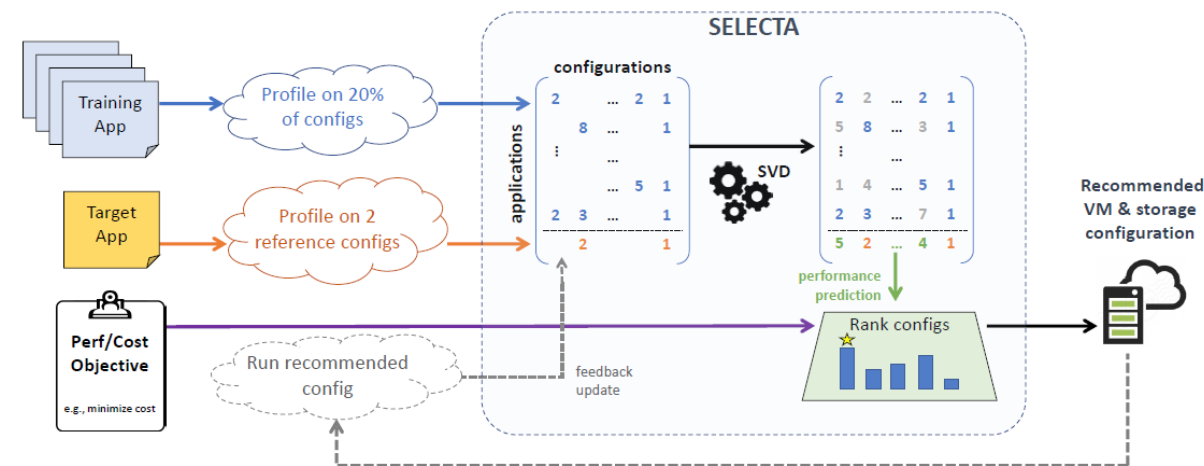 SELECTA
configurations
applications
Training
App
Profile on 20%
of configs
Target
App
Profile on 2
reference configs
Perf/Cost
Objective
e.g., minimize cost
Run recommended
config
feedback
update
2 ... 2 1
8 ... 1
⋮ ...
... 5 1
2 3 ... 1
2 1
SVD
2 2 ... 2 1
5 8 ... 3 1
⋮ ...
1 4 ... 5 1
2 3 ... 7 1
5 2 ... 4 1
performance
prediction
Rank configs
Recommended
VM & storage
configuration